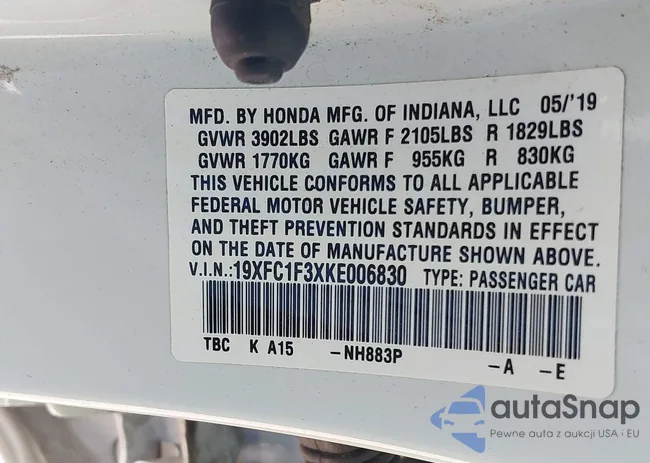 MFD. BY HONDA MFG. OF INDIANA, LLC 05/'19
GVWR 3902LBS GAWR F 2105LBS R 1829LBS
GVWR 1770KG GAWR F 955KG R 830KG
THIS VEHICLE CONFORMS TO ALL APPLICABLE
FEDERAL MOTOR VEHICLE SAFETY, BUMPER,
AND THEFT PREVENTION STANDARDS IN EFFECT
ON THE DATE OF MANUFACTURE SHOWN ABOVE.
V.I.N.:19XFC1F3XKE006830 TYPE: PASSENGER CAR
TBC K A15 -NH883P -A -E
autaSnap
Pewne auta z aukcji USA i EU